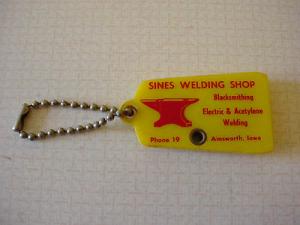 SINES WELDING SHOP
Blacksmithing
Electric & Acetylene
Welding
Phone 19
Ainsworth, Iowa